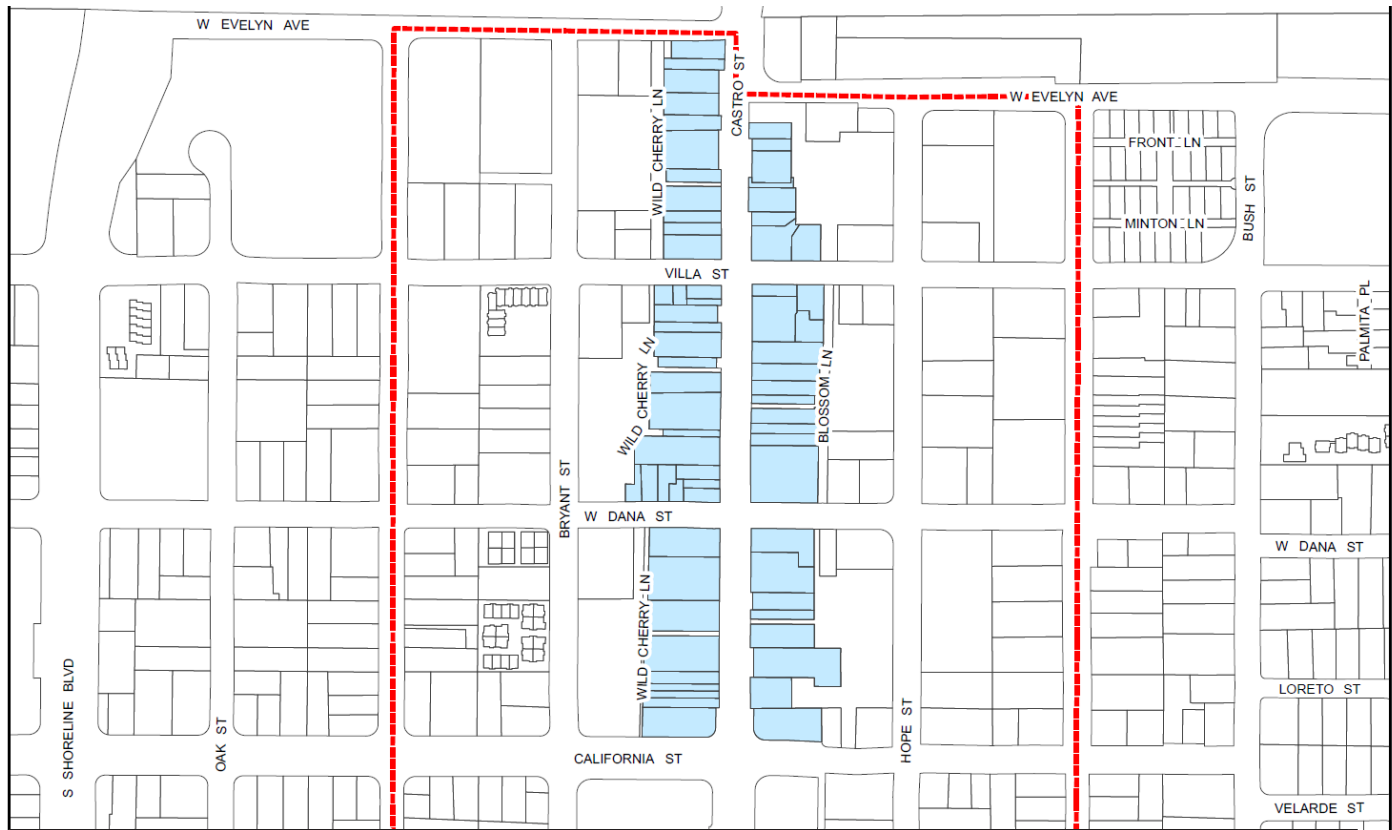 W EVELYN AVE
CASTRO ST
W EVELYN AVE
WILD CHERRY LN
FRONT LN
MINTON LN
BUSH ST
VILLA ST
PALMITA PL
WILD CHERRY LN
BLOSSOM LN
BRYANT ST
W DANA ST
W DANA ST
WILD CHERRY LN
LORETO ST
S SHORELINE BLVD
OAK ST
HOPE ST
CALIFORNIA ST
VELARDE ST